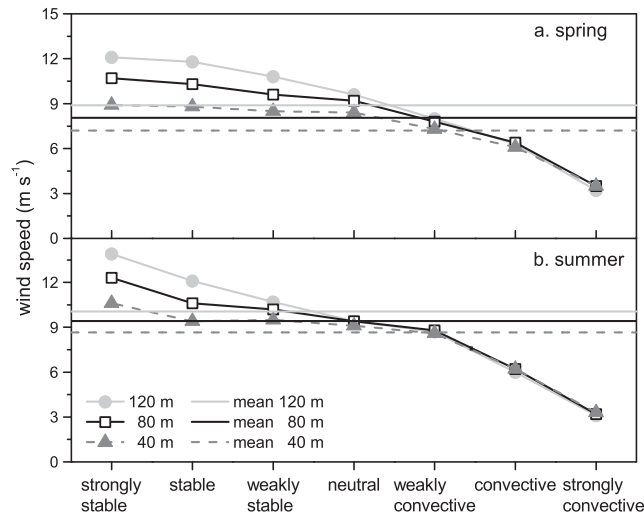 15
a. spring
12
9
6
3
0
wind speed (m s⁻¹)
b. summer
12
9
6
3
0
120 m mean 120 m
80 m mean 80 m
40 m mean 40 m
strongly stable weakly neutral weakly convective strongly
stable stable convective convective